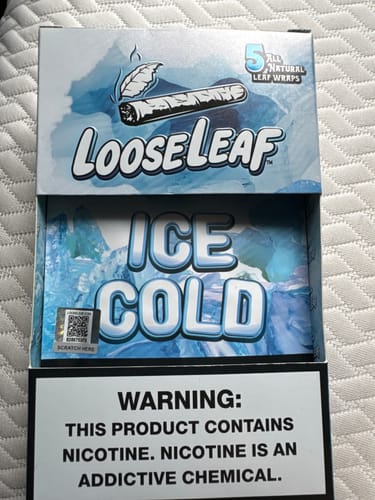 5 ALL
NATURAL
LEAF WRAPS
LOOSELEAF™
ICE
COLD
SCRATCH HERE
WARNING:
THIS PRODUCT CONTAINS
NICOTINE. NICOTINE IS AN
ADDICTIVE CHEMICAL.